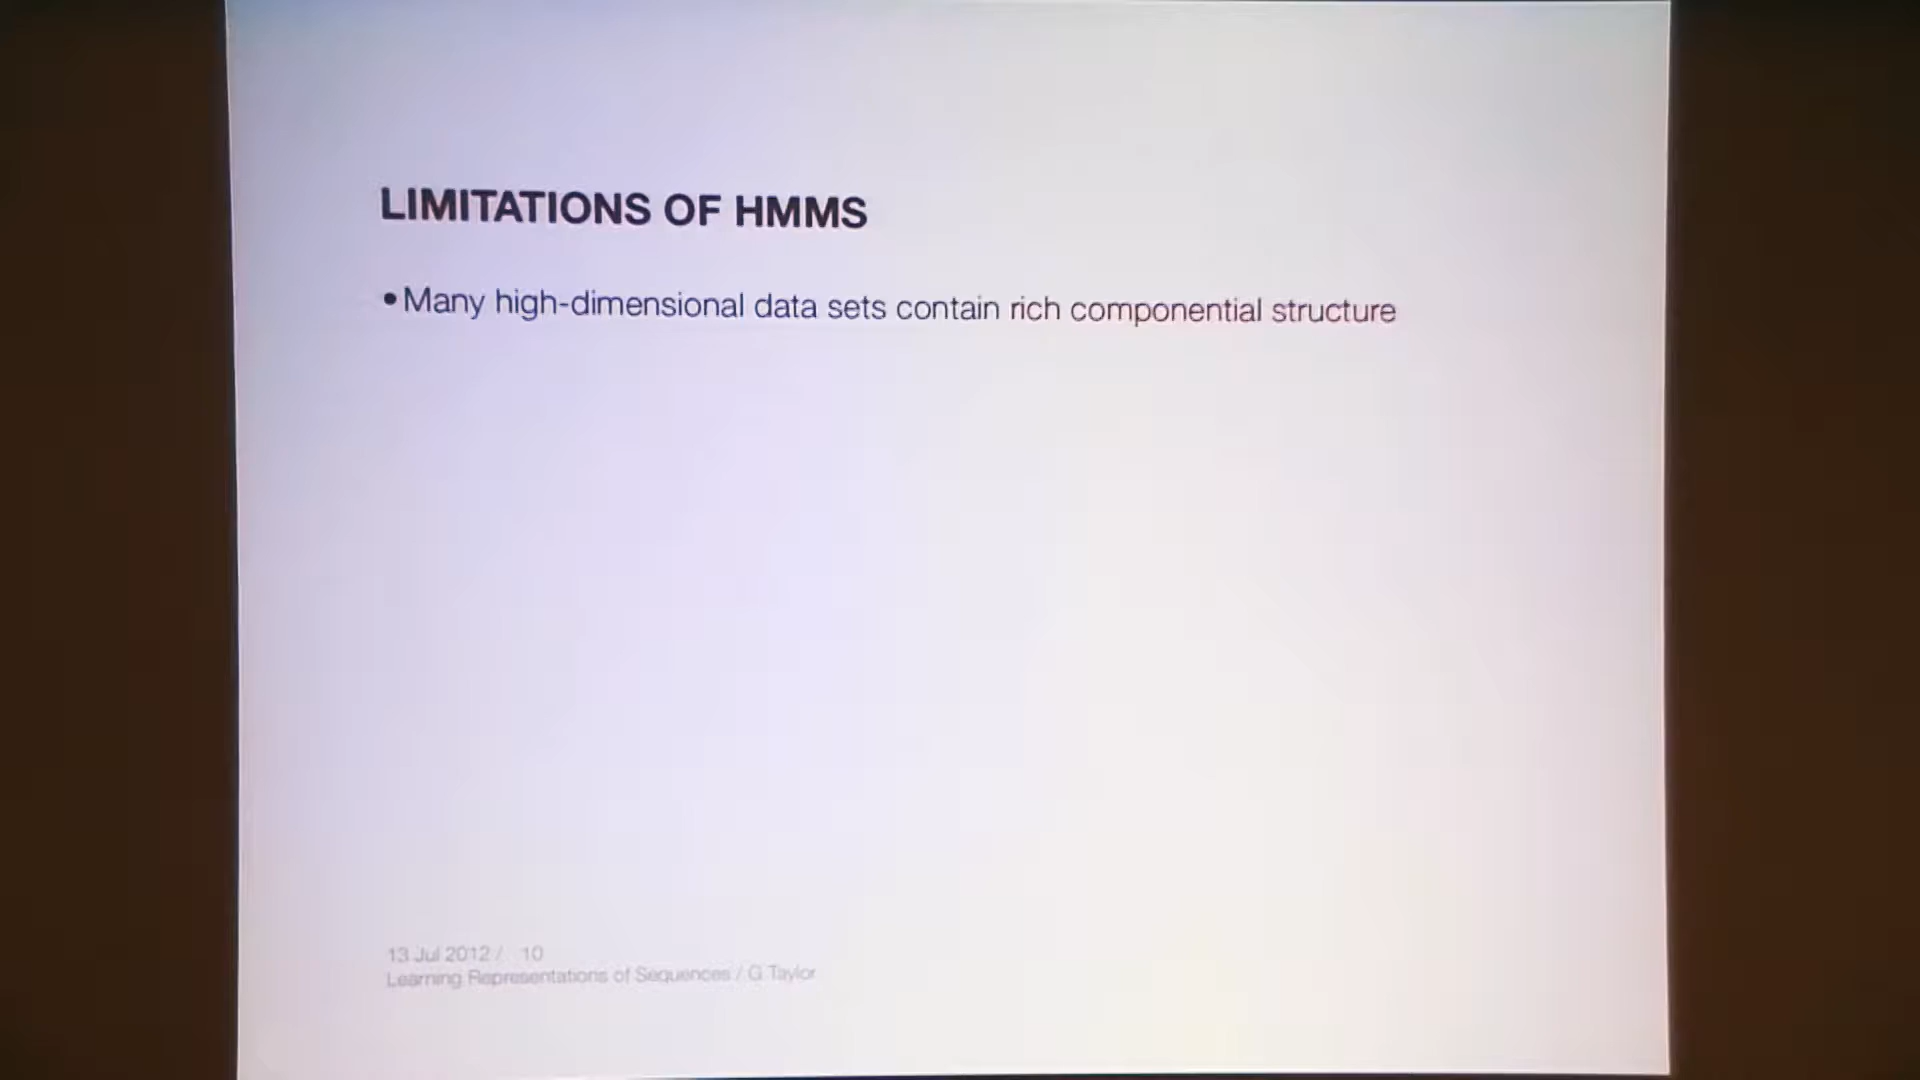 LIMITATIONS OF HMMS
•Many high-dimensional data sets contain rich componential structure
13 Jul 2012 / 10
Learning Representations of Sequences / G Taylor